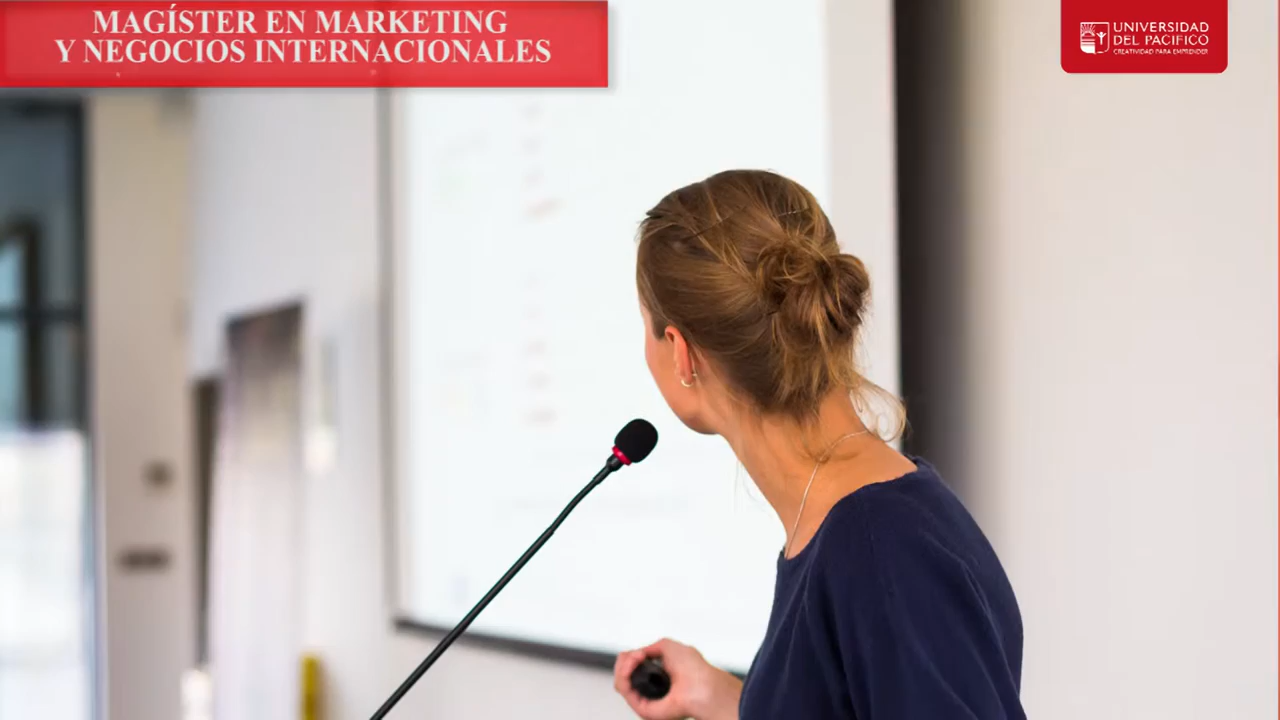 MAGÍSTER EN MARKETING
Y NEGOCIOS INTERNACIONALES
UNIVERSIDAD
DEL PACIFICO
CREATIVIDAD PARA EMPRENDER